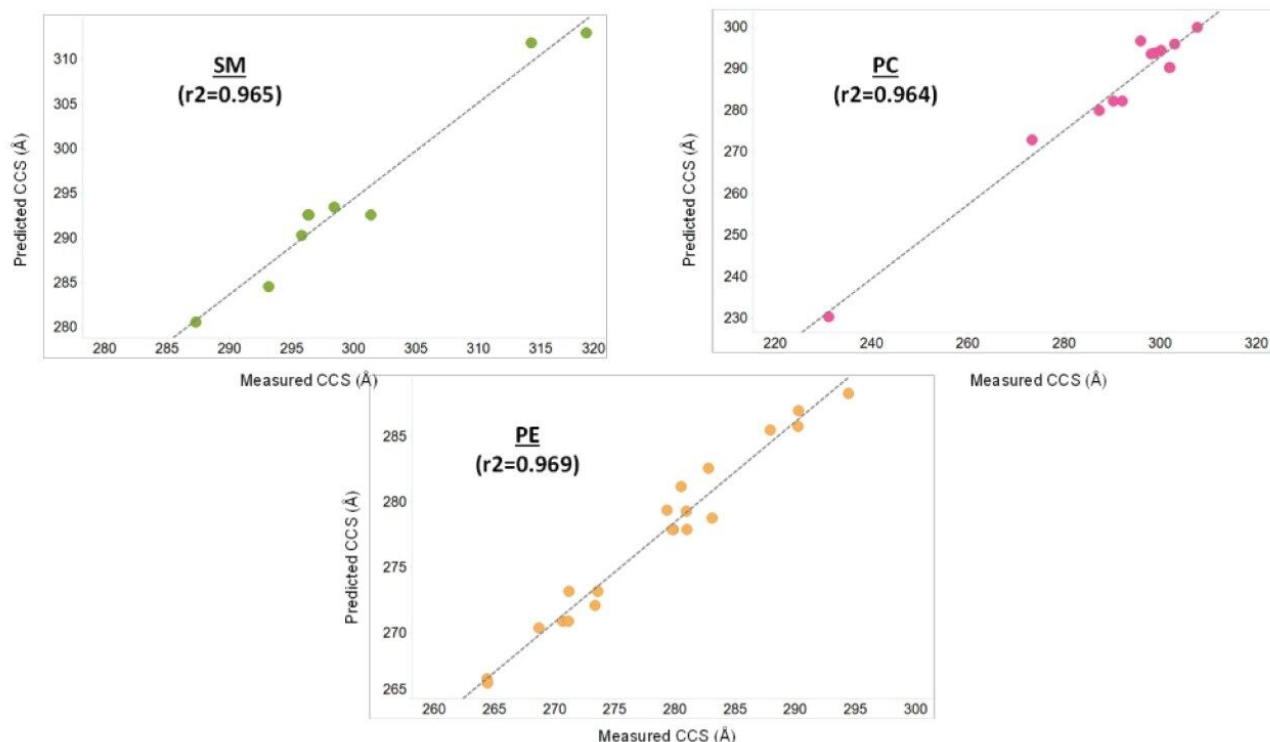 SM
(r2=0.965)
Predicted CCS (Å)
310
305
300
295
290
285
280
280 285 290 295 300 305 310 315 320
Measured CCS (Å)
PC
(r2=0.964)
Predicted CCS (Å)
300
290
280
270
260
250
240
230
220 240 260 280 300 320
Measured CCS (Å)
PE
(r2=0.969)
Predicted CCS (Å)
285
280
275
270
265
260 265 270 275 280 285 290 295 300
Measured CCS (Å)